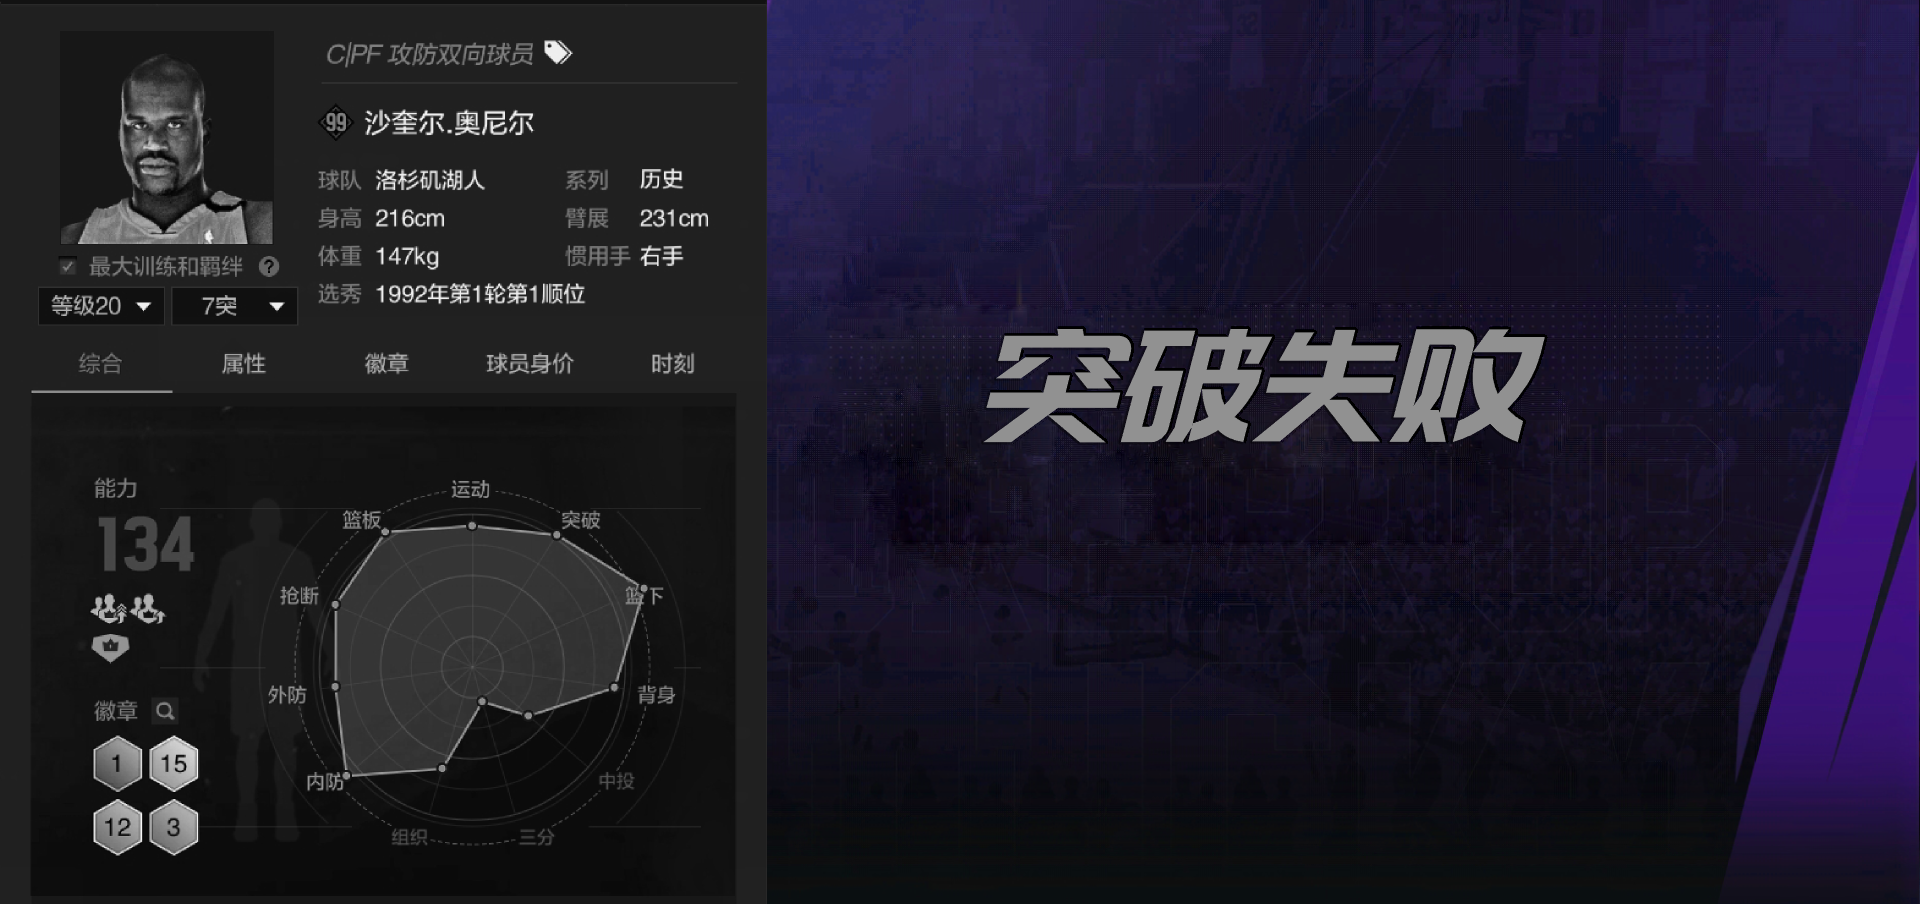 C|PF 攻防双向球员
99 沙奎尔.奥尼尔
球队 洛杉矶湖人 系列 历史
身高 216cm 臂展 231cm
体重 147kg 惯用手 右手
选秀 1992年第1轮第1顺位
最大训练和羁绊 ?
等级20 7突
综合 属性 徽章 球员身价 时刻
能力
134
徽章
1 15
12 3
运动
突破
篮下
背身
中投
三分
组织
内防
外防
抢断
篮板
突破失败